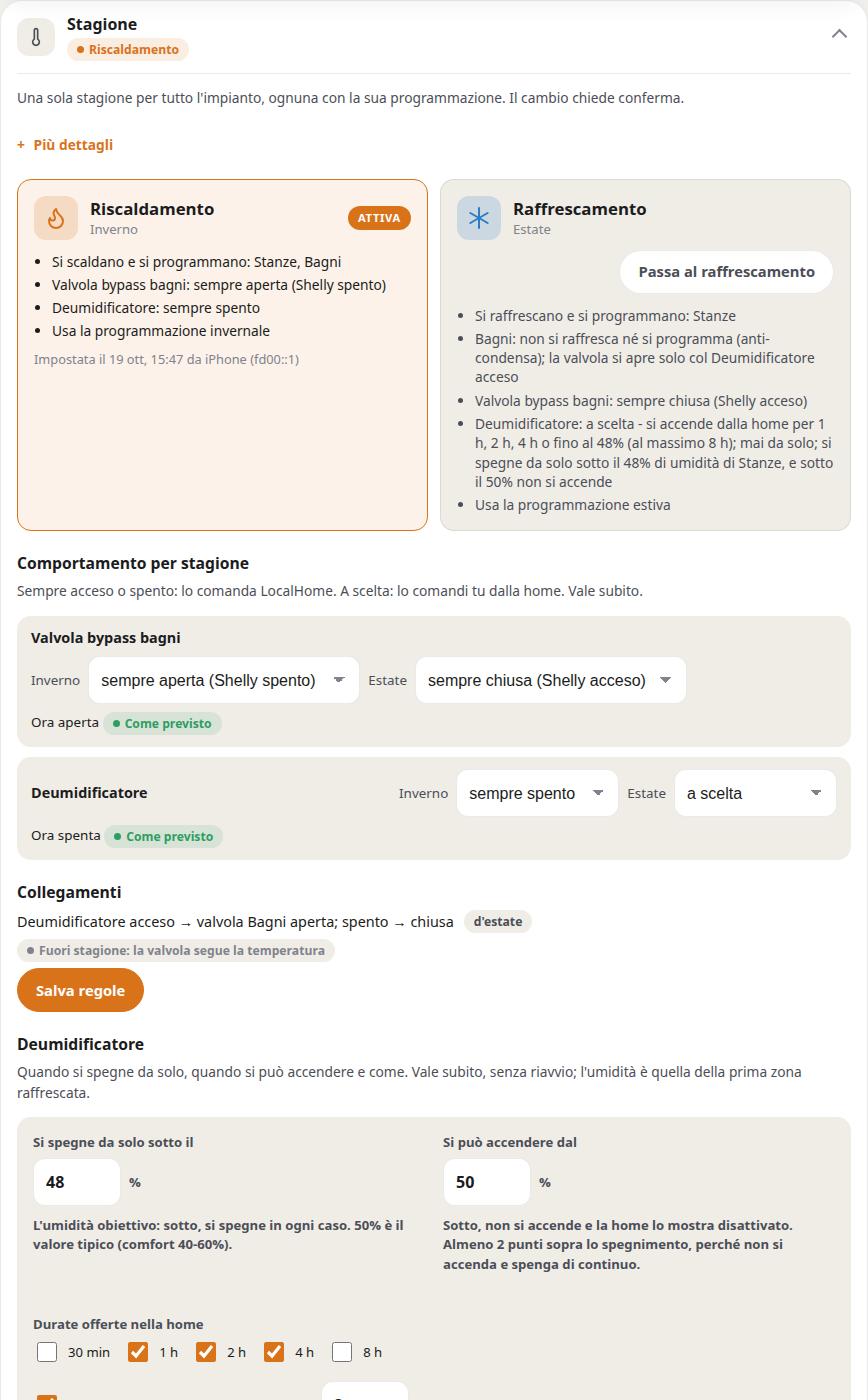 Stagione
Riscaldamento
Una sola stagione per tutto l'impianto, ognuna con la sua programmazione. Il cambio chiede conferma.
+ Più dettagli
Riscaldamento
Inverno
ATTIVA
Si scaldano e si programmano: Stanze, Bagni
Valvola bypass bagni: sempre aperta (Shelly spento)
Deumidificatore: sempre spento
Usa la programmazione invernale
Impostata il 19 ott, 15:47 da iPhone (fd00::1)
Raffrescamento
Estate
Passa al raffrescamento
Si raffrescano e si programmano: Stanze
Bagni: non si raffresca né si programma (anti-
condensa); la valvola si apre solo col Deumidificatore
acceso
Valvola bypass bagni: sempre chiusa (Shelly acceso)
Deumidificatore: a scelta - si accende dalla home per 1
h, 2 h, 4 h o fino al 48% (al massimo 8 h); mai da solo; si
spegne da solo sotto il 48% di umidità di Stanze, e sotto
il 50% non si accende
Usa la programmazione estiva
Comportamento per stagione
Sempre acceso o spento: lo comanda LocalHome. A scelta: lo comandi tu dalla home. Vale subito.
Valvola bypass bagni
Inverno sempre aperta (Shelly spento) Estate sempre chiusa (Shelly acceso)
Ora aperta Come previsto
Deumidificatore Inverno sempre spento Estate a scelta
Ora spenta Come previsto
Collegamenti
Deumidificatore acceso → valvola Bagni aperta; spento → chiusa d'estate
Fuori stagione: la valvola segue la temperatura
Salva regole
Deumidificatore
Quando si spegne da solo, quando si può accendere e come. Vale subito, senza riavvio; l'umidità è quella della prima zona
raffrescata.
Si spegne da solo sotto il
48 %
L'umidità obiettivo: sotto, si spegne in ogni caso. 50% è il
valore tipico (comfort 40-60%).
Si può accendere dal
50 %
Sotto, non si accende e la home lo mostra disattivato.
Almeno 2 punti sopra lo spegnimento, perché non si
accenda e spenga di continuo.
Durate offerte nella home
30 min 1 h 2 h 4 h 8 h